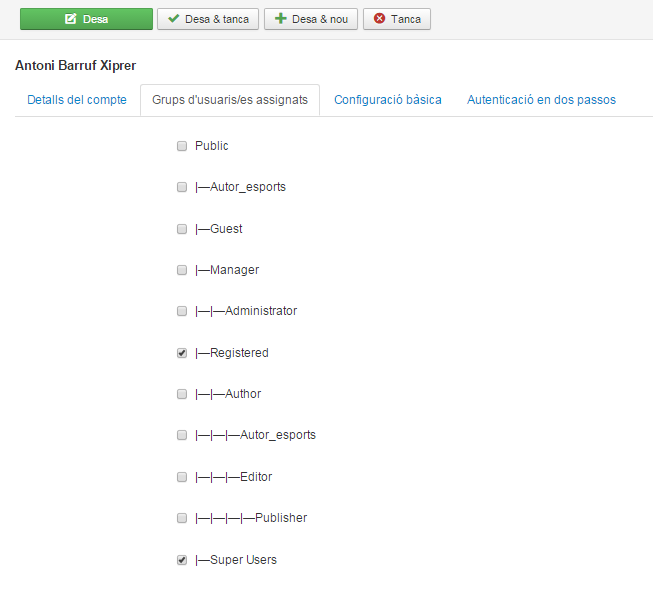 Desa Desa & tanca Desa & nou Tanca
Antoni Barruf Xiprer
Detalls del compte Grups d'usuaris/es assignats Configuració bàsica Autenticació en dos passos
Public
|—Autor_esports
|—Guest
|—Manager
|—|—Administrator
|—Registered
|—|—Author
|—|—|—Autor_esports
|—|—|—Editor
|—|—|—|—Publisher
|—Super Users